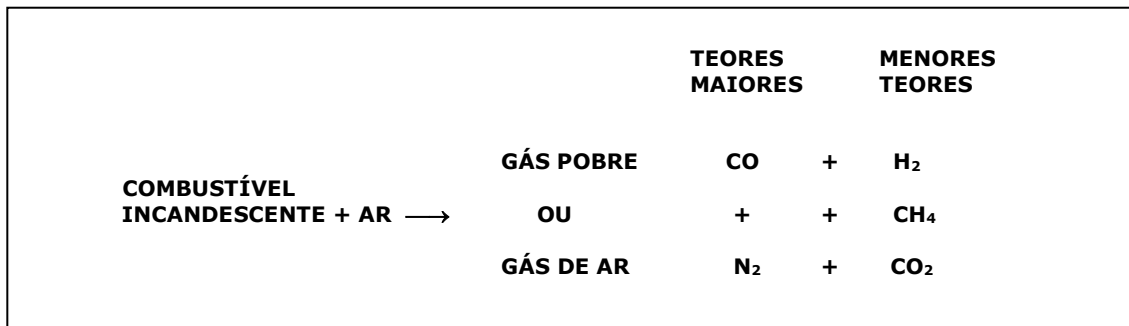 TEORES MENORES
MAIORES TEORES
GÁS POBRE CO + H₂
COMBUSTÍVEL
INCANDESCENTE + AR ⟶ OU + + CH₄
GÁS DE AR N₂ + CO₂